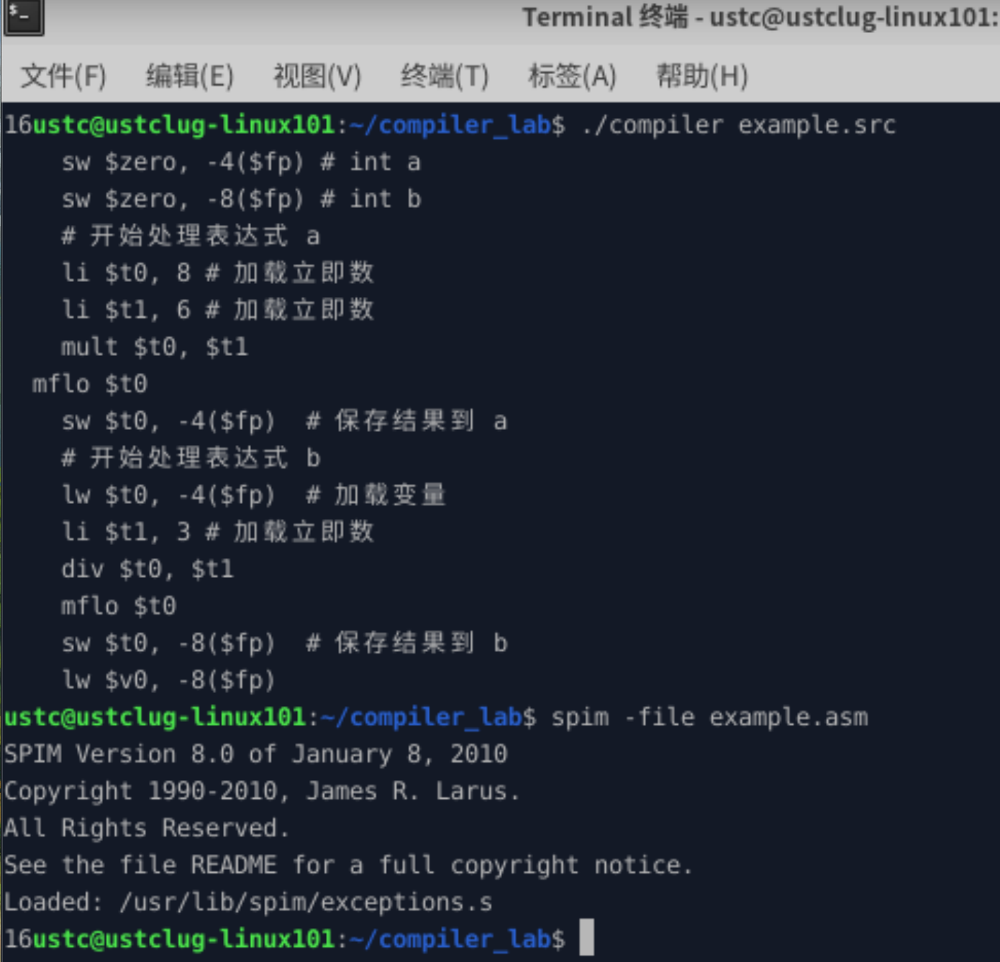 Terminal 终端 - ustc@ustclug-linux101:
文件(F) 编辑(E) 视图(V) 终端(T) 标签(A) 帮助(H)
16ustc@ustclug-linux101:~/compiler_lab$ ./compiler example.src
    sw $zero, -4($fp) # int a
    sw $zero, -8($fp) # int b
    # 开始处理表达式 a
    li $t0, 8 # 加载立即数
    li $t1, 6 # 加载立即数
    mult $t0, $t1
  mflo $t0
    sw $t0, -4($fp)  # 保存结果到 a
    # 开始处理表达式 b
    lw $t0, -4($fp)  # 加载变量
    li $t1, 3 # 加载立即数
    div $t0, $t1
    mflo $t0
    sw $t0, -8($fp)  # 保存结果到 b
    lw $v0, -8($fp)
ustc@ustclug-linux101:~/compiler_lab$ spim -file example.asm
SPIM Version 8.0 of January 8, 2010
Copyright 1990-2010, James R. Larus.
All Rights Reserved.
See the file README for a full copyright notice.
Loaded: /usr/lib/spim/exceptions.s
16ustc@ustclug-linux101:~/compiler_lab$